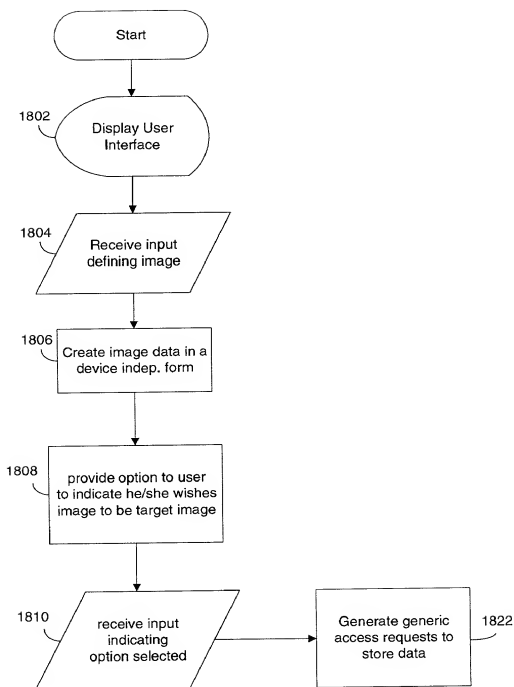 Start
1802
Display User
Interface
1804
Receive input
defining image
1806
Create image data in a
device indep. form
1808
provide option to user
to indicate he/she wishes
image to be target image
1810
receive input
indicating
option selected
Generate generic
access requests to
store data
1822